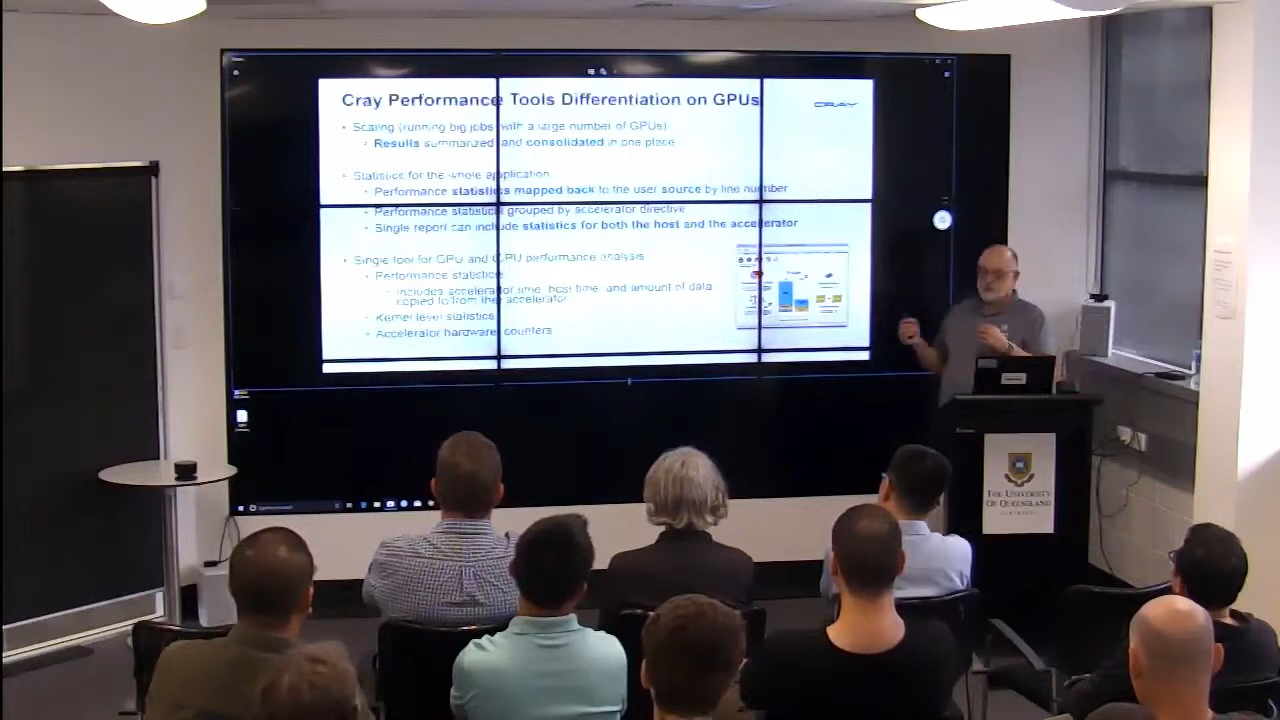 Cray Performance Tools Differentiation on GPUs
CRAY
• Scaling (running big jobs with a large number of GPUs)
• Results summarized and consolidated in one place
• Statistics for the whole application
• Performance statistics mapped back to the user source by line number
• Performance statistics grouped by accelerator directive
• Single report can include statistics for both the host and the accelerator
• Single tool for GPU and CPU performance analysis
• Performance statistics
• Includes accelerator time, host time, and amount of data
copied to/from the accelerator
• Kernel level statistics
• Accelerator hardware counters
THE UNIVERSITY
OF QUEENSLAND